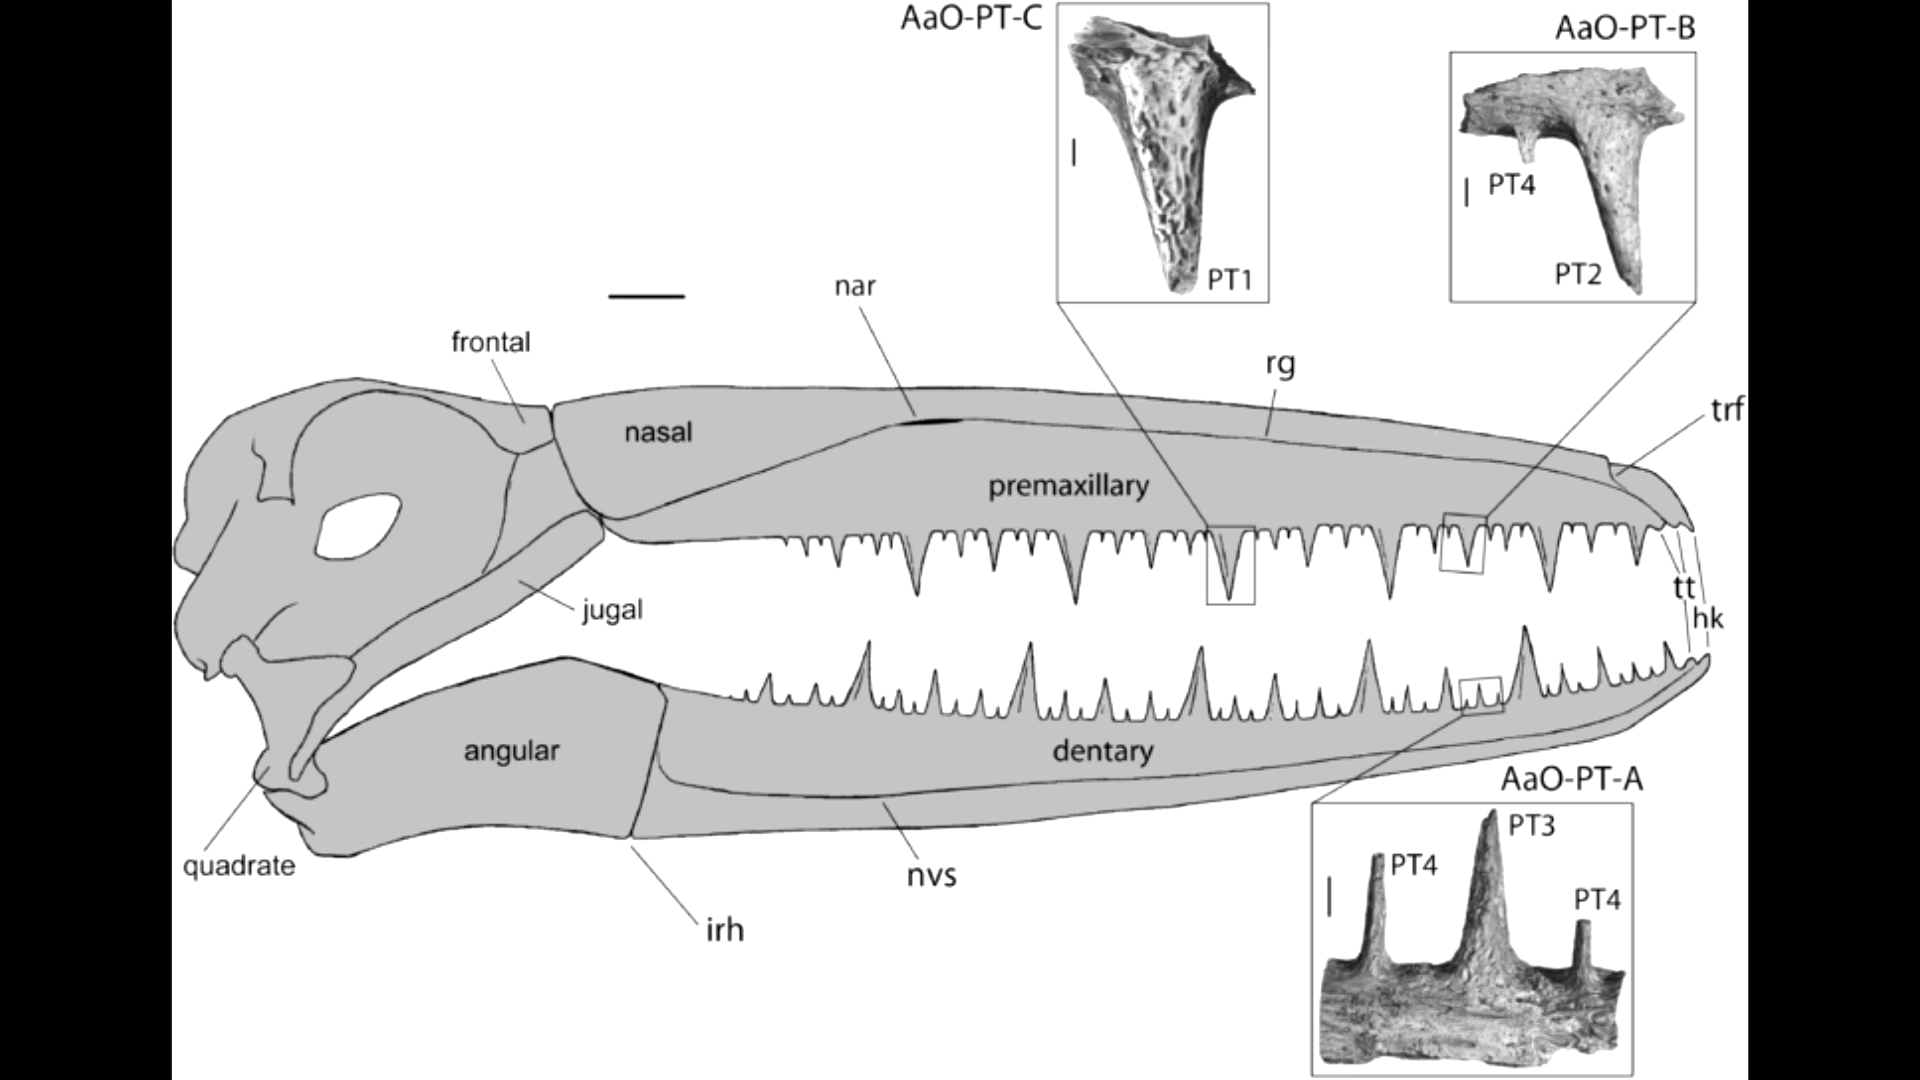 AaO-PT-C
AaO-PT-B
PT4
PT1
PT2
nar
frontal
rg
trf
nasal
premaxillary
tt
hk
jugal
angular
dentary
AaO-PT-A
PT3
PT4
quadrate
nvs
PT4
irh